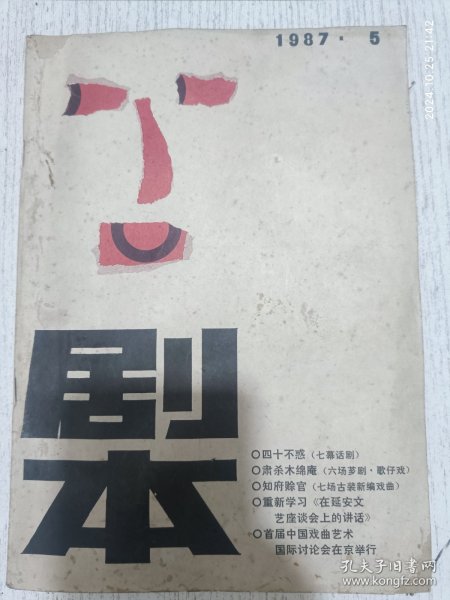 1987·5
2024-10-25 21:42
剧
本
○四十不惑（七幕话剧）
○肃杀木绵庵（六场芗剧·歌仔戏）
○知府赊官（七场古装新编戏曲）
○重新学习《在延安文
艺座谈会上的讲话》
○首届中国戏曲艺术
国际讨论会在京举行
孔夫子旧书网
www.kongfz.com